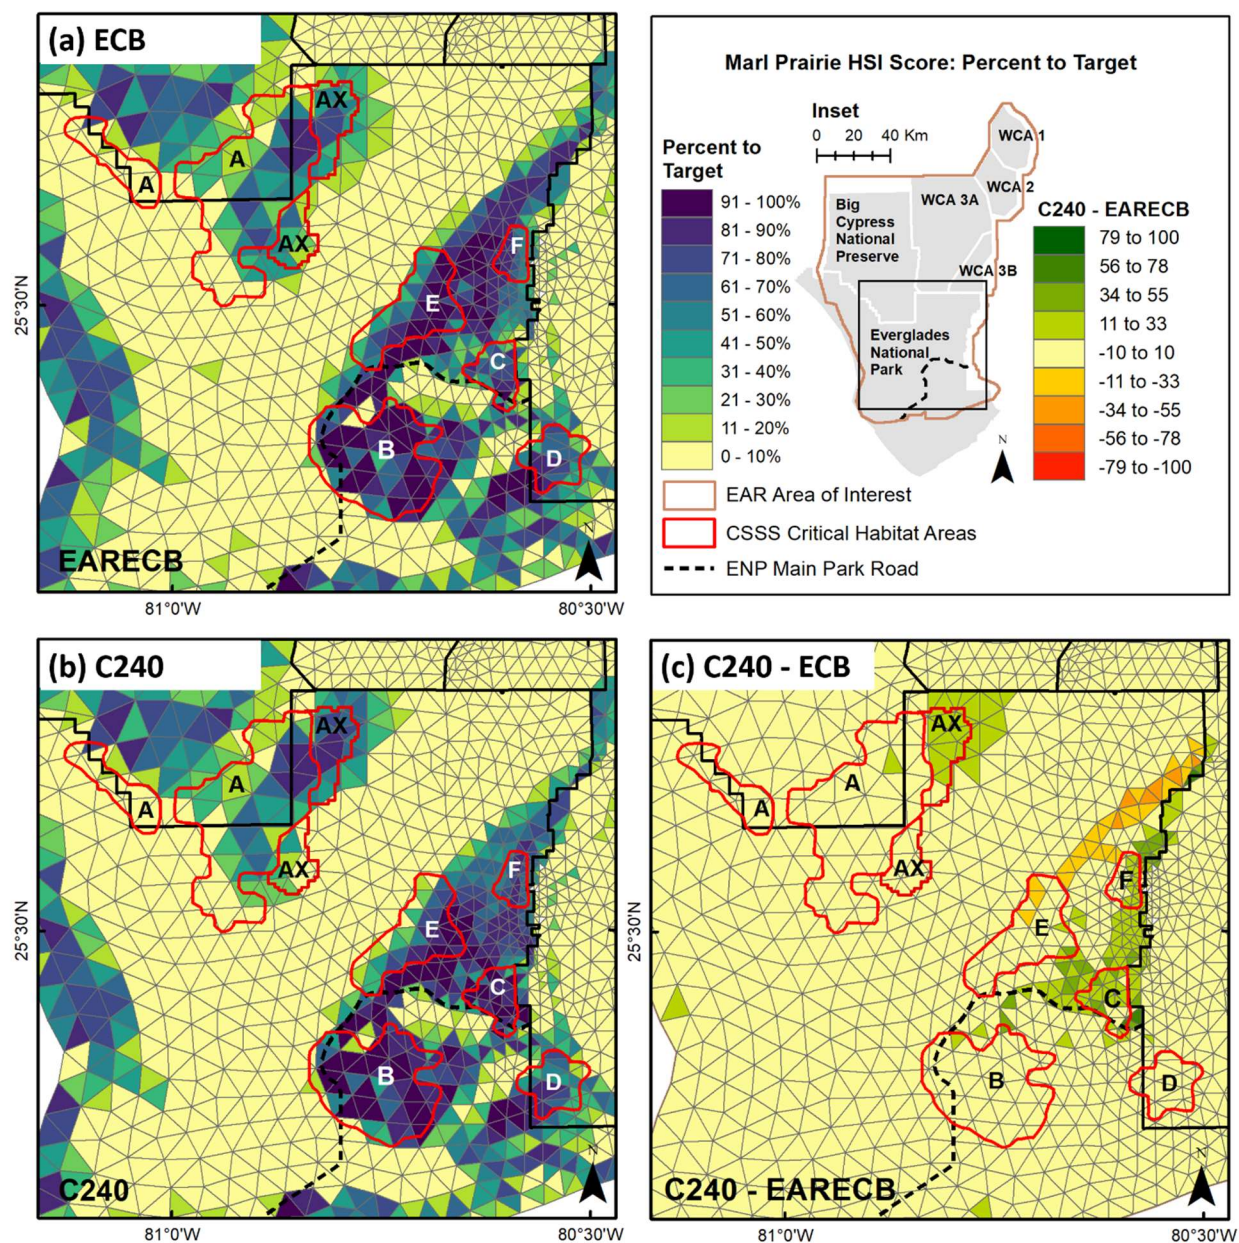 (a) ECB
A
A
AX
AX
F
E
C
B
D
N
EARECB
25°30'N
81°0'W
80°30'W
Marl Prairie HSI Score: Percent to Target
Inset
0 20 40 Km
Percent to
Target
91 - 100%
81 - 90%
71 - 80%
61 - 70%
51 - 60%
41 - 50%
31 - 40%
21 - 30%
11 - 20%
0 - 10%
WCA 1
WCA 2
WCA 3A
WCA 3B
Big
Cypress
National
Preserve
Everglades
National
Park
N
C240 - EARECB
79 to 100
56 to 78
34 to 55
11 to 33
-10 to 10
-11 to -33
-34 to -55
-56 to -78
-79 to -100
EAR Area of Interest
CSSS Critical Habitat Areas
ENP Main Park Road
(b) C240
AX
A
A
AX
F
E
C
B
D
N
C240
25°30'N
81°0'W
80°30'W
(c) C240 - ECB
AX
A
A
AX
F
E
C
B
D
N
C240 - EARECB
25°30'N
81°0'W
80°30'W